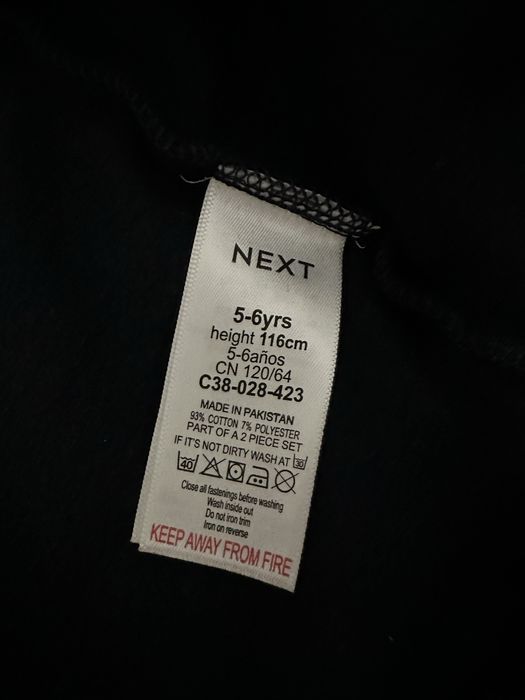 NEXT
5-6yrs
height 116cm
5-6años
CN 120/64
C38-028-423
MADE IN PAKISTAN
93% COTTON 7% POLYESTER
PART OF A 2 PIECE SET
IF IT'S NOT DIRTY WASH AT 30
40
Close all fastenings before washing
Wash inside out
Do not iron trim
Iron on reverse
KEEP AWAY FROM FIRE